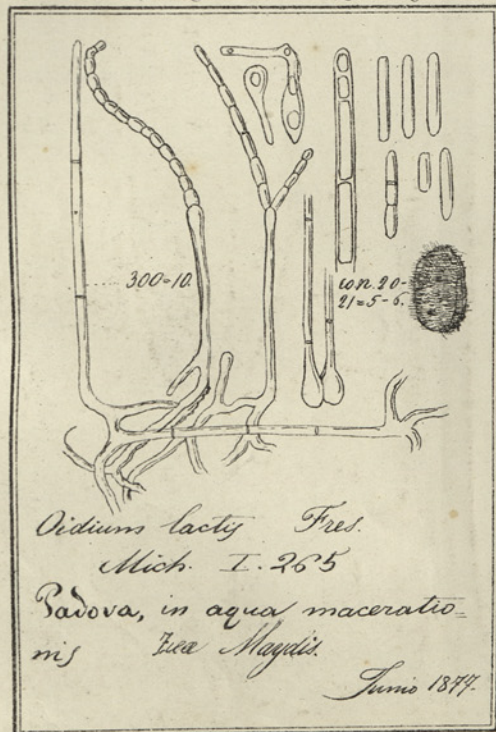 300=10.
con. 20-
21=5-6.
Oidium lactis Fres.
Mich. I. 265
Padova, in aqua maceratio=
nis Zeæ Maydis.
Junio 1877.